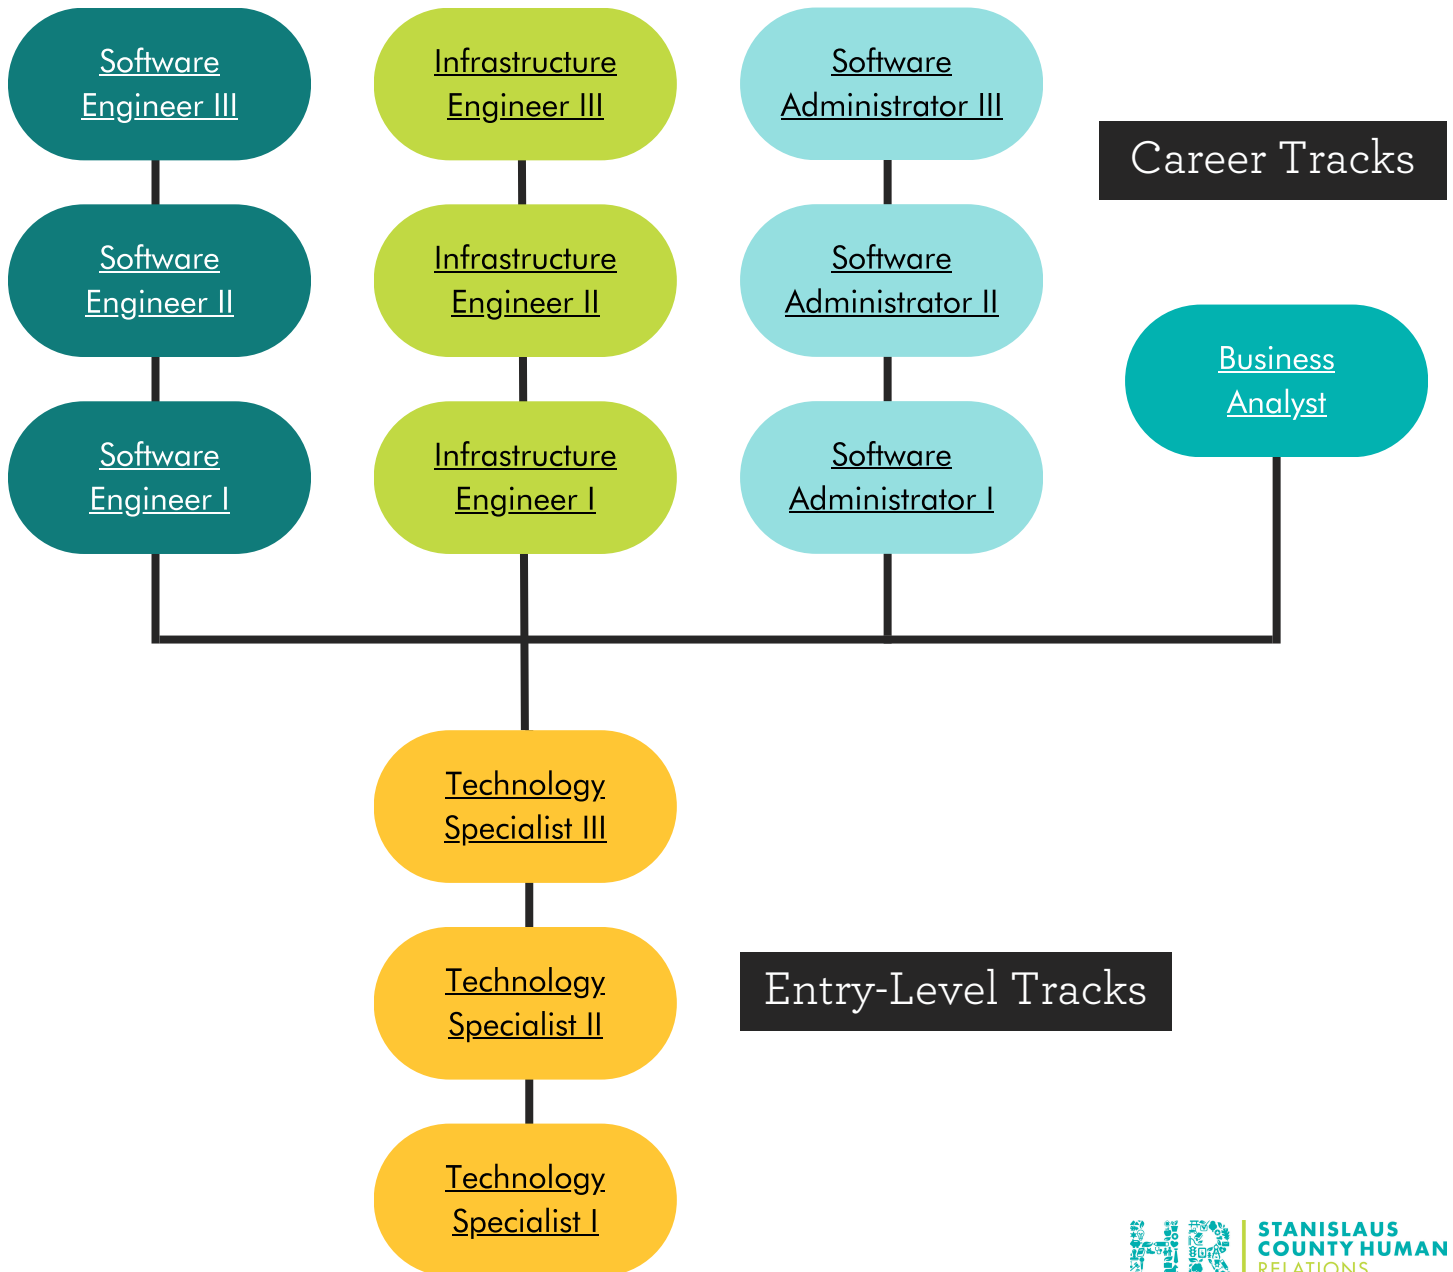 Software
Engineer III
Infrastructure
Engineer III
Software
Administrator III
Career Tracks
Software
Engineer II
Infrastructure
Engineer II
Software
Administrator II
Business
Analyst
Software
Engineer I
Infrastructure
Engineer I
Software
Administrator I
Technology
Specialist III
Technology
Specialist II
Entry-Level Tracks
Technology
Specialist I
HR
STANISLAUS
COUNTY HUMAN
RELATIONS